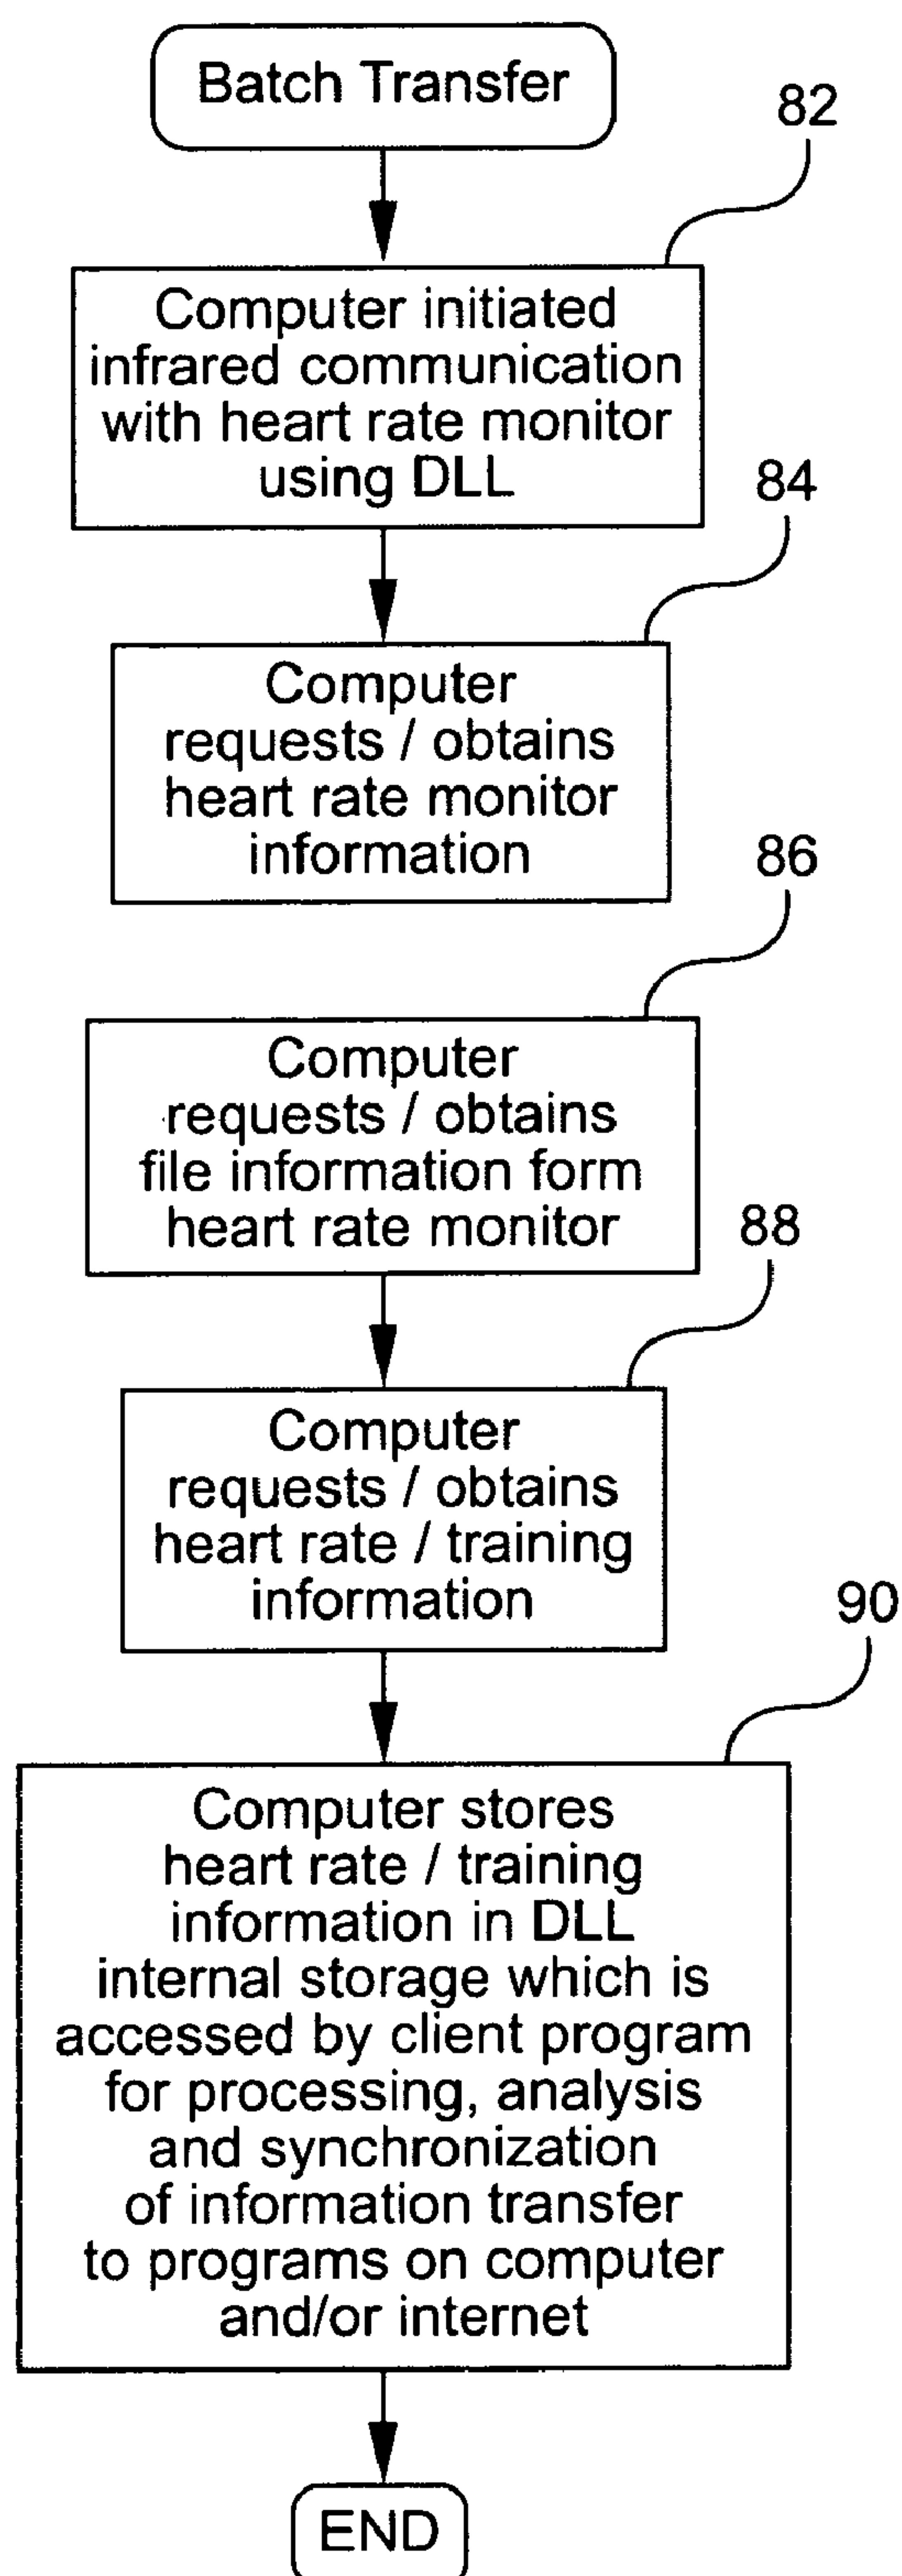 Batch Transfer
82
Computer initiated
infrared communication
with heart rate monitor
using DLL
84
Computer
requests / obtains
heart rate monitor
information
86
Computer
requests / obtains
file information form
heart rate monitor
88
Computer
requests / obtains
heart rate / training
information
90
Computer stores
heart rate / training
information in DLL
internal storage which is
accessed by client program
for processing, analysis
and synchronization
of information transfer
to programs on computer
and/or internet
END